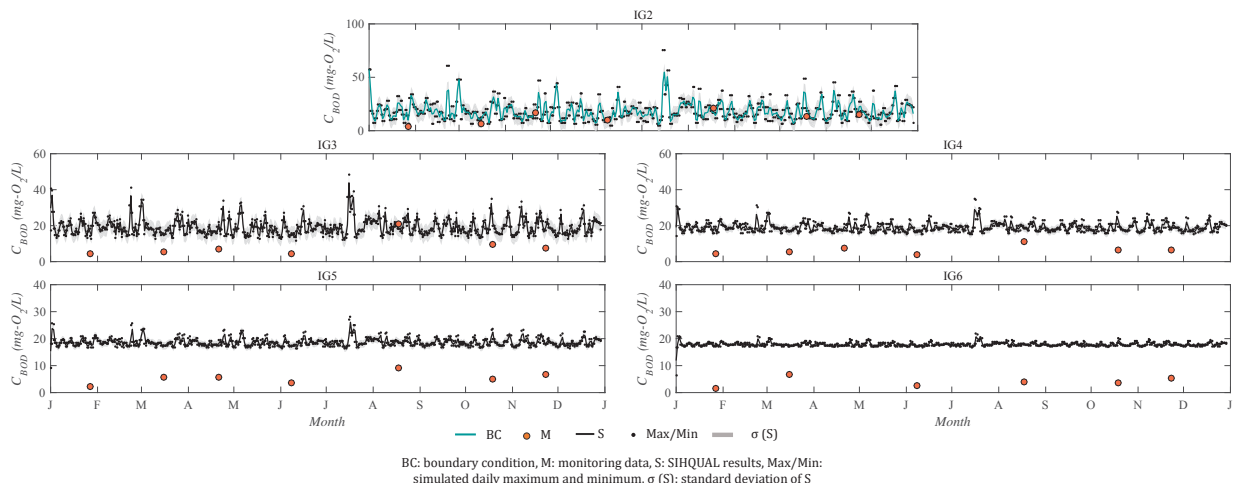 IG2
100
50
0
C_BOD (mg-O_2/L)
IG3
60
40
20
0
C_BOD (mg-O_2/L)
IG4
60
40
20
0
C_BOD (mg-O_2/L)
IG5
40
30
20
10
0
C_BOD (mg-O_2/L)
J F M A M J J A S O N D J
Month
IG6
40
30
20
10
0
C_BOD (mg-O_2/L)
J F M A M J J A S O N D J
Month
BC M S Max/Min σ (S)
BC: boundary condition, M: monitoring data, S: SIHQUAL results, Max/Min:
simulated daily maximum and minimum, σ (S): standard deviation of S